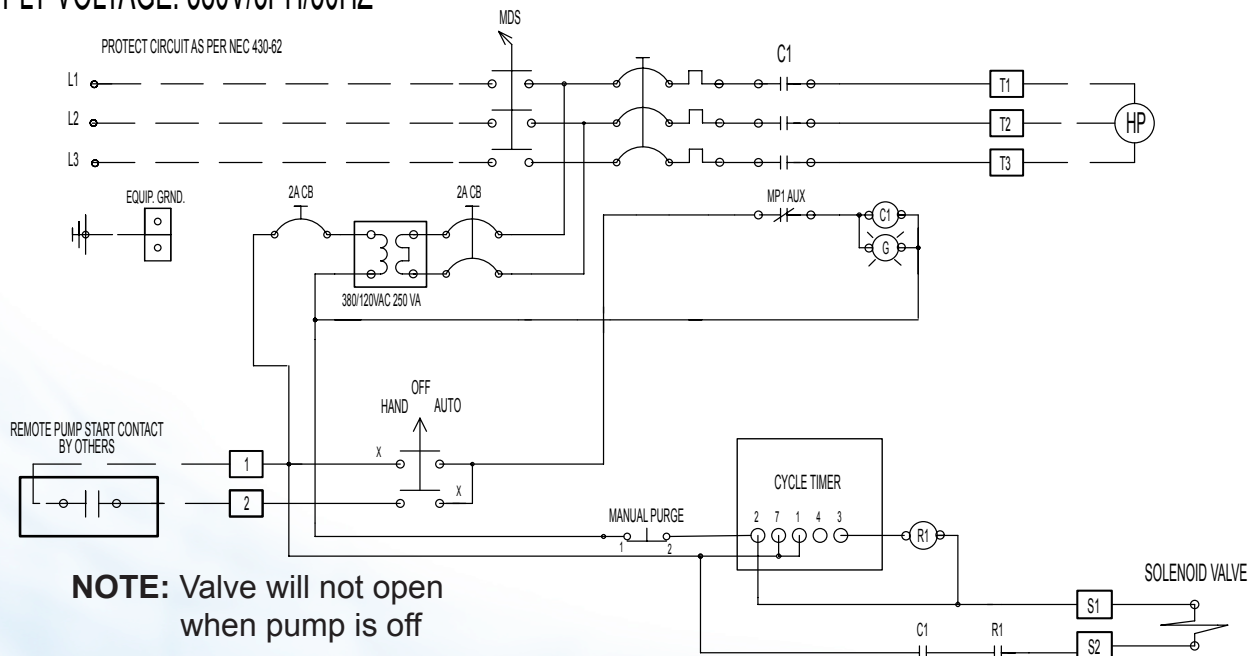 VOLTAGE:
MDS
PROTECT CIRCUIT AS PER NEC 430-62
C1
L1
T1
L2
T2
HP
L3
T3
EQUIP. GRND.
2A CB
2A CB
MP1 AUX
C1
G
380/120VAC 250 VA
OFF
HAND
AUTO
REMOTE PUMP START CONTACT
BY OTHERS
X
1
X
2
CYCLE TIMER
MANUAL PURGE
2 7 1 4 3
1 2
R1
NOTE: Valve will not open
when pump is off
SOLENOID VALVE
S1
C1
R1
S2